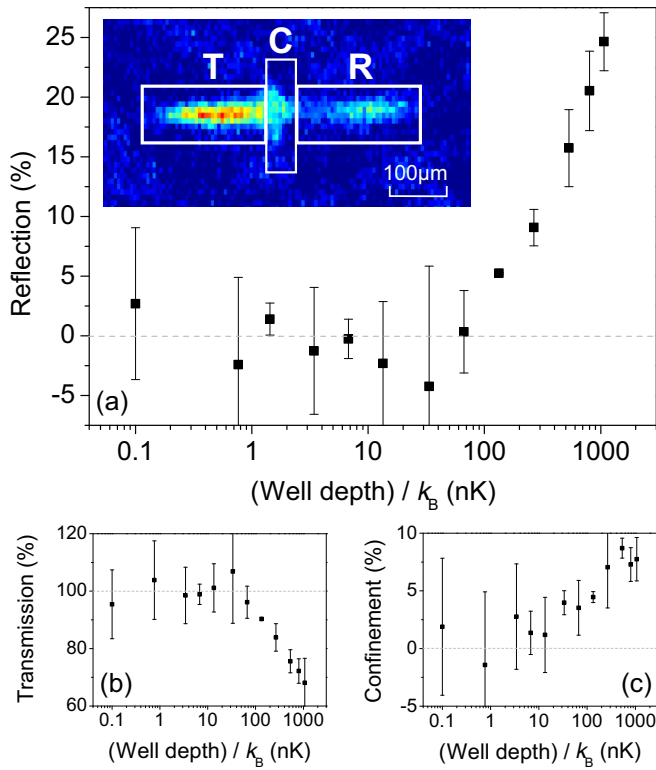 25
20
15
10
5
0
-5
Reflection (%)
T
C
R
100μm
(a)
0.1
1
10
100
1000
(Well depth) / kB (nK)
120
100
80
60
Transmission (%)
(b)
0.1
1
10
100
1000
(Well depth) / kB (nK)
10
5
0
-5
Confinement (%)
(c)
0.1
1
10
100
1000
(Well depth) / kB (nK)